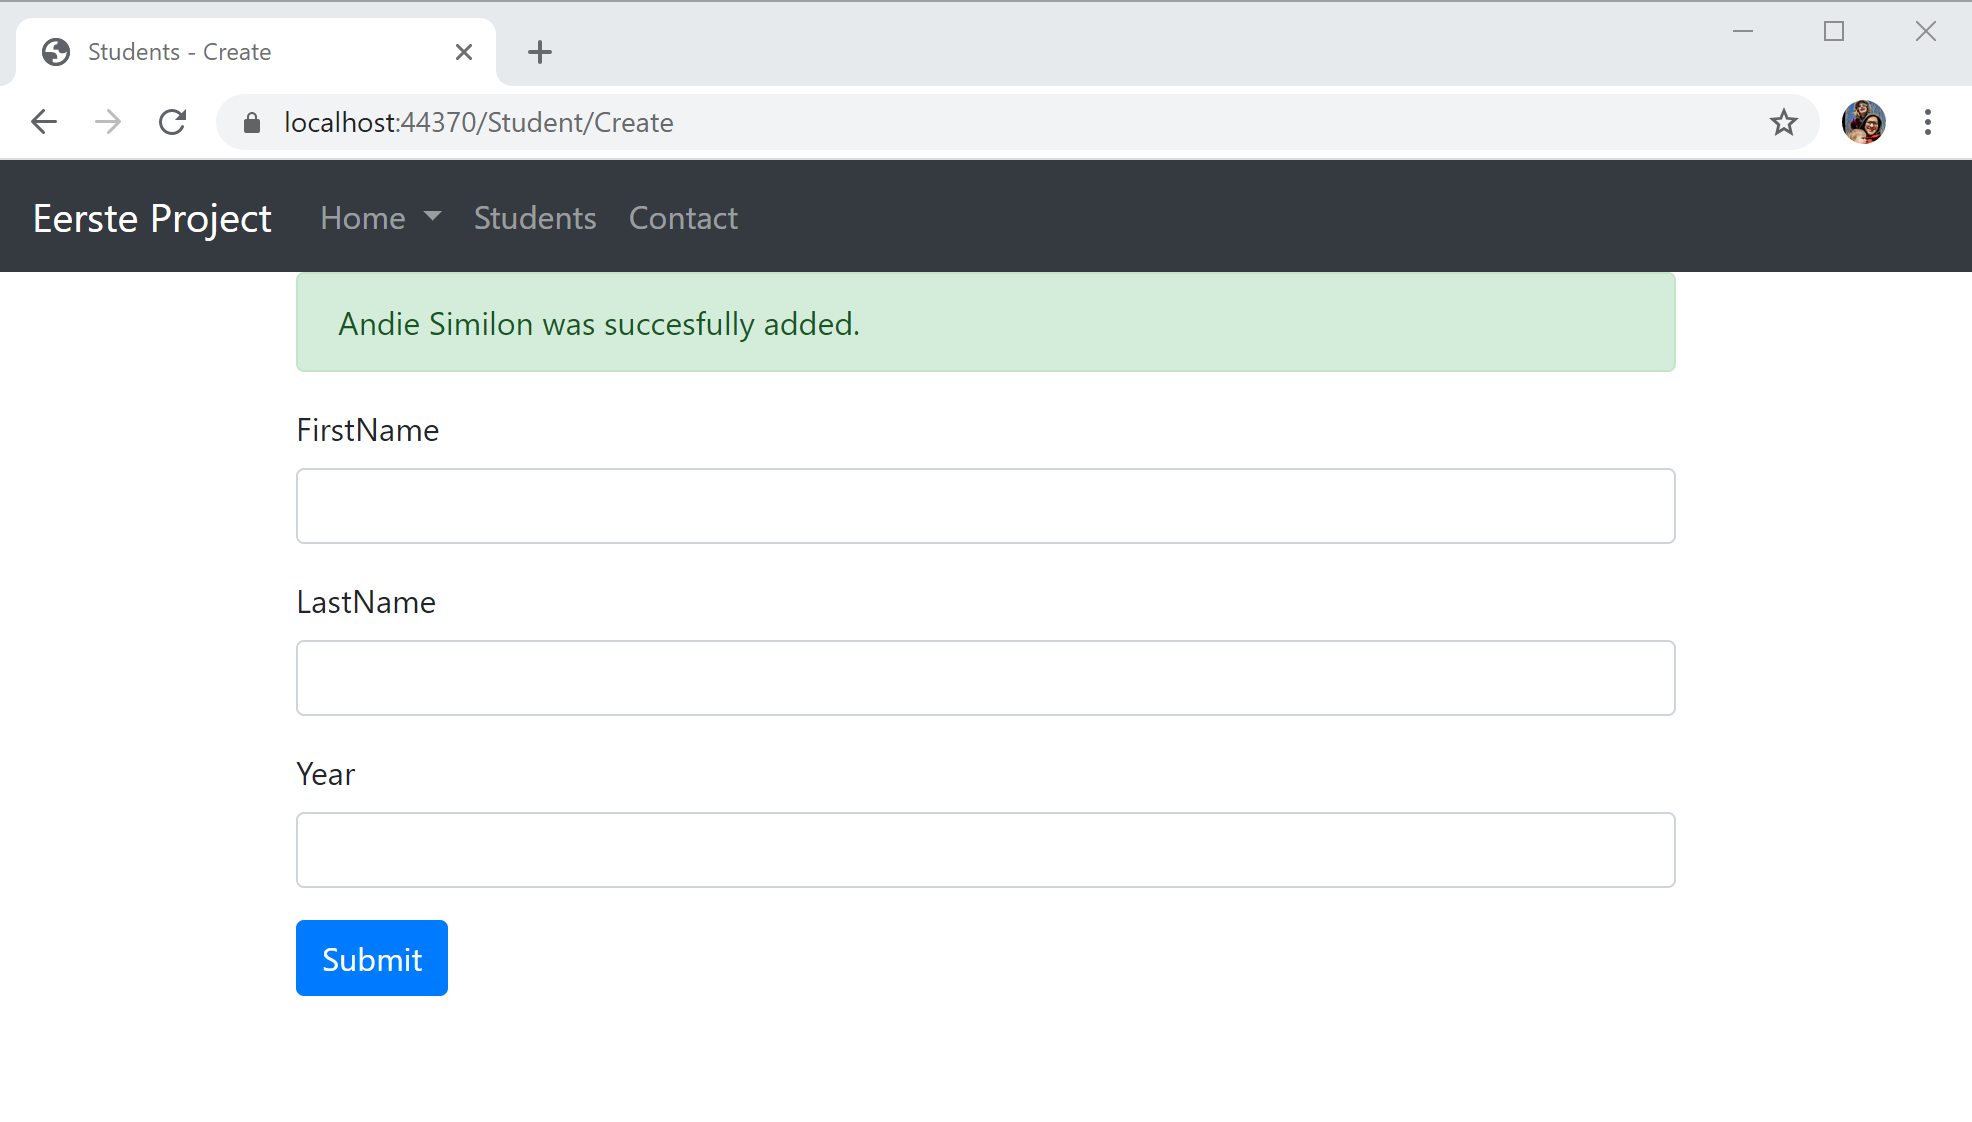 Students - Create
localhost:44370/Student/Create
Eerste Project Home Students Contact
Andie Similon was succesfully added.
FirstName
LastName
Year
Submit